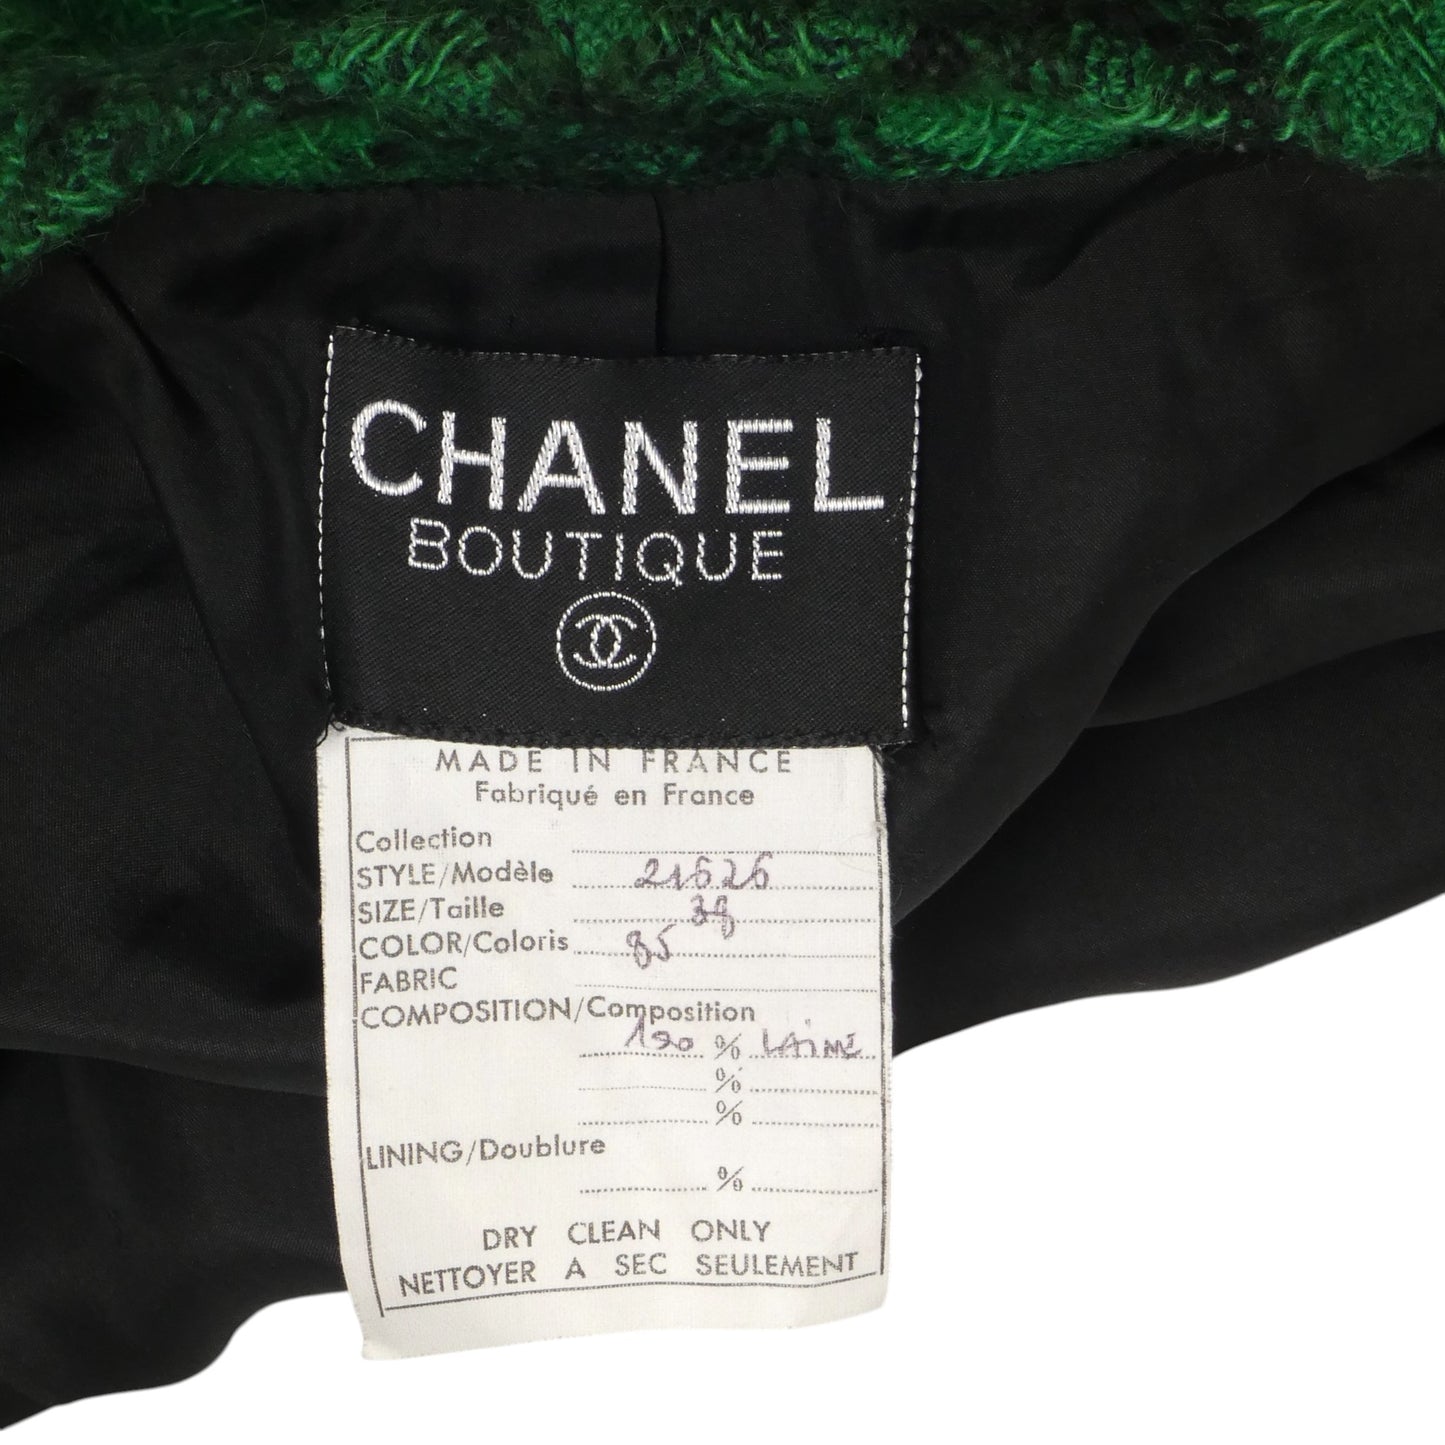 CHANEL
BOUTIQUE
MADE IN FRANCE
Fabriqué en France
Collection
STYLE/Modèle 21626
SIZE/Taille 38
COLOR/Coloris 85
FABRIC
COMPOSITION/Composition
100 % LAINE
%
%
LINING/Doublure
%
DRY CLEAN ONLY
NETTOYER A SEC SEULEMENT